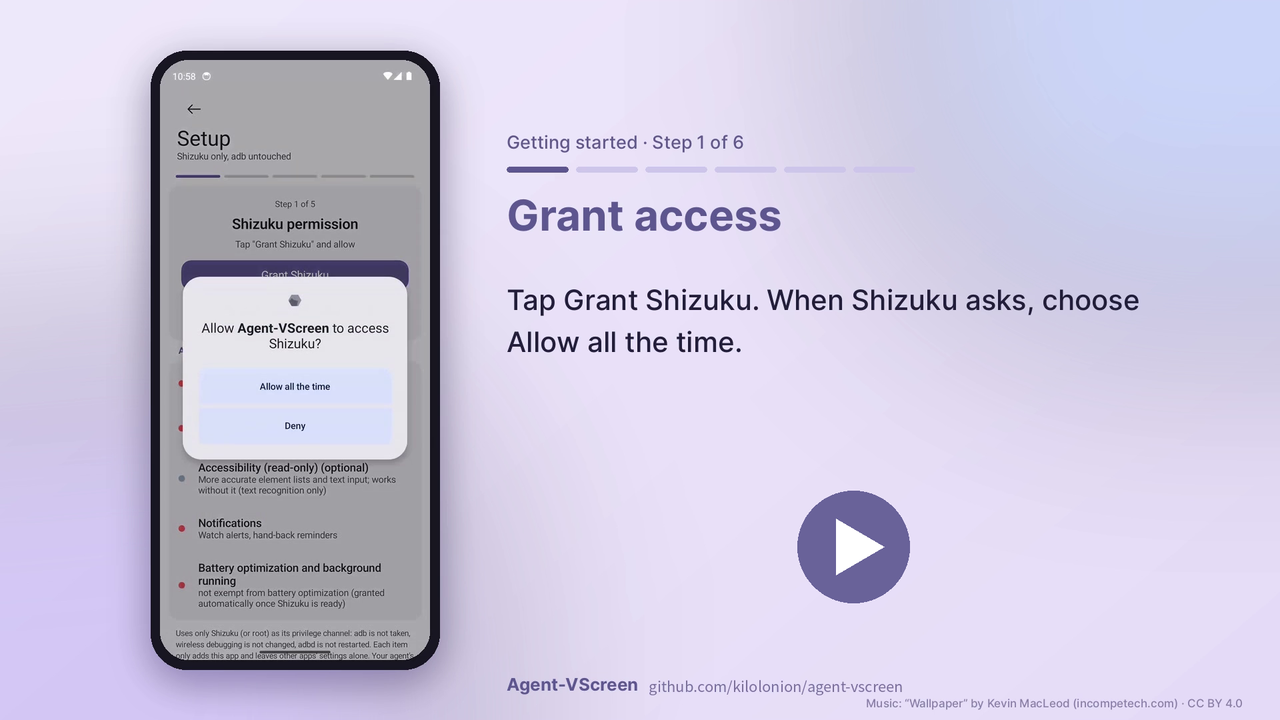 10:58
Setup
Shizuku only, adb untouched
Step 1 of 5
Shizuku permission
Tap "Grant Shizuku" and allow
Grant Shizuku
Allow Agent-VScreen to access
Shizuku?
Allow all the time
Deny
Accessibility (read-only) (optional)
More accurate element lists and text input; works
without it (text recognition only)
Notifications
Watch alerts, hand-back reminders
Battery optimization and background
running
not exempt from battery optimization (granted
automatically once Shizuku is ready)
Uses only Shizuku (or root) as its privilege channel: adb is not taken,
wireless debugging is not changed, adbd is not restarted. Each item
only adds this app and leaves other apps' settings alone. Your agent's
Getting started · Step 1 of 6
Grant access
Tap Grant Shizuku. When Shizuku asks, choose
Allow all the time.
Agent-VScreen github.com/kilolonion/agent-vscreen
Music: “Wallpaper” by Kevin MacLeod (incompetech.com) · CC BY 4.0